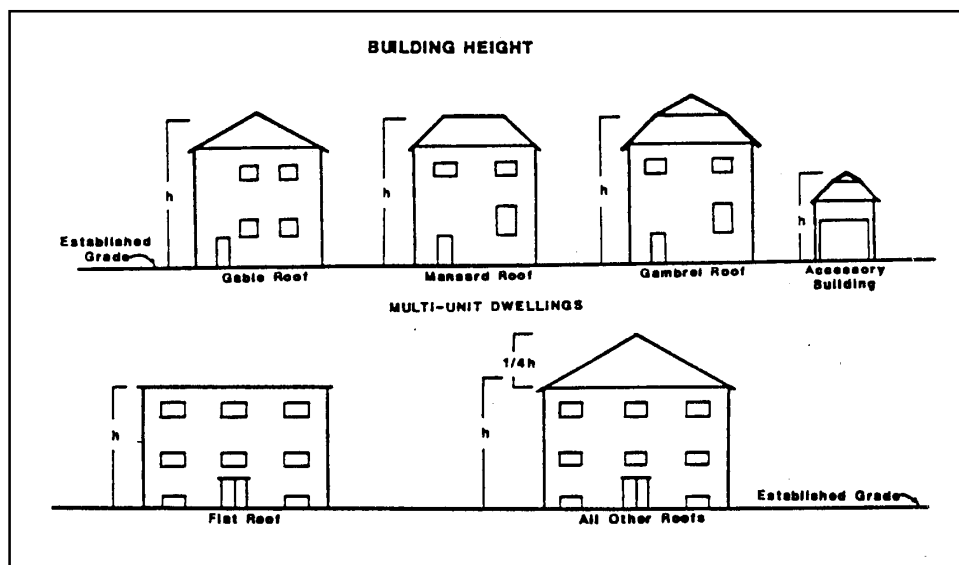 BUILDING HEIGHT
h
h
h
h
Established
Grade
Gable Roof
Mansard Roof
Gambrel Roof
Accessory
Building
MULTI-UNIT DWELLINGS
1/4h
h
h
Established Grade
Flat Roof
All Other Roofs